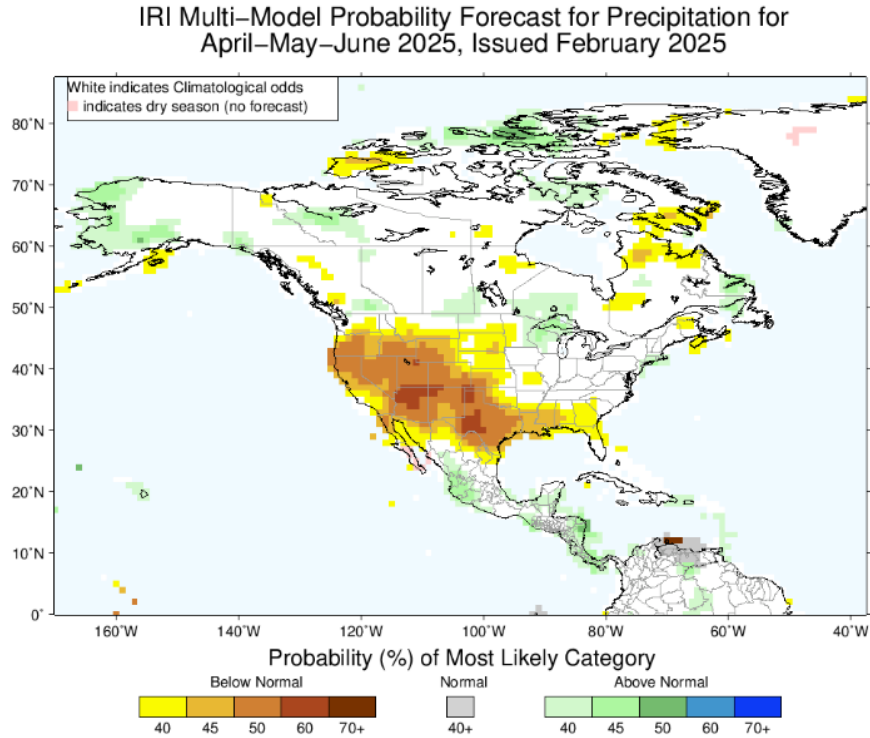 IRI Multi−Model Probability Forecast for Precipitation for
April−May−June 2025, Issued February 2025
White indicates Climatological odds
indicates dry season (no forecast)
80°N
70°N
60°N
50°N
40°N
30°N
20°N
10°N
0°
160°W 140°W 120°W 100°W 80°W 60°W 40°W
Probability (%) of Most Likely Category
Below Normal Normal Above Normal
40 45 50 60 70+ 40+ 40 45 50 60 70+